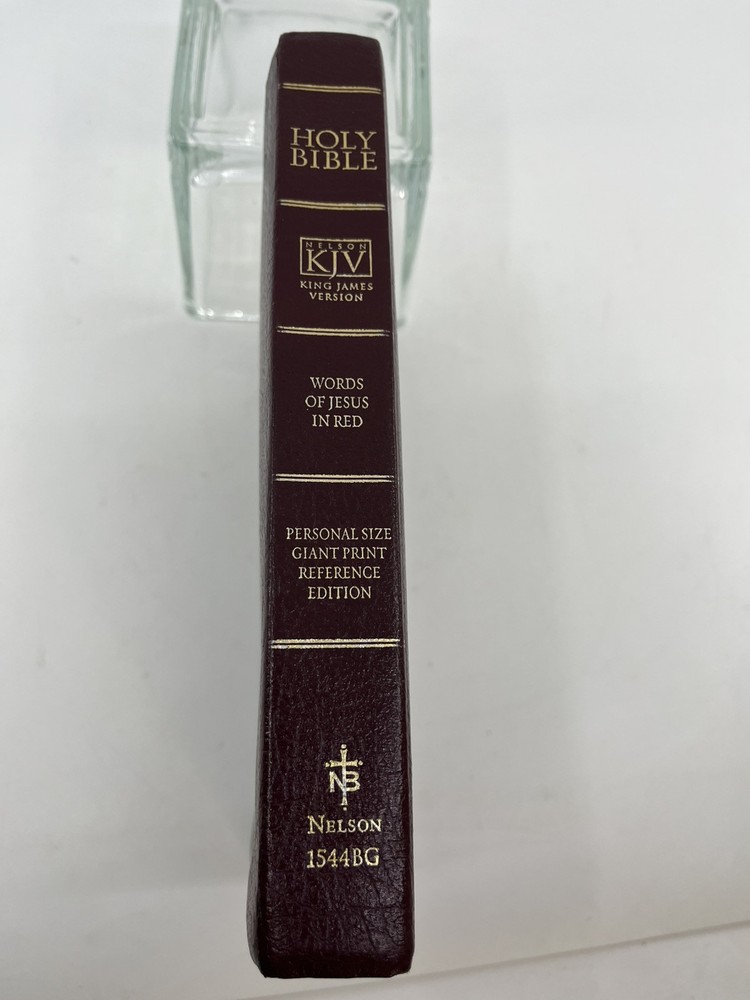 HOLY
BIBLE
NELSON
KJV
KING JAMES
VERSION
WORDS
OF JESUS
IN RED
PERSONAL SIZE
GIANT PRINT
REFERENCE
EDITION
NB
NELSON
1544BG